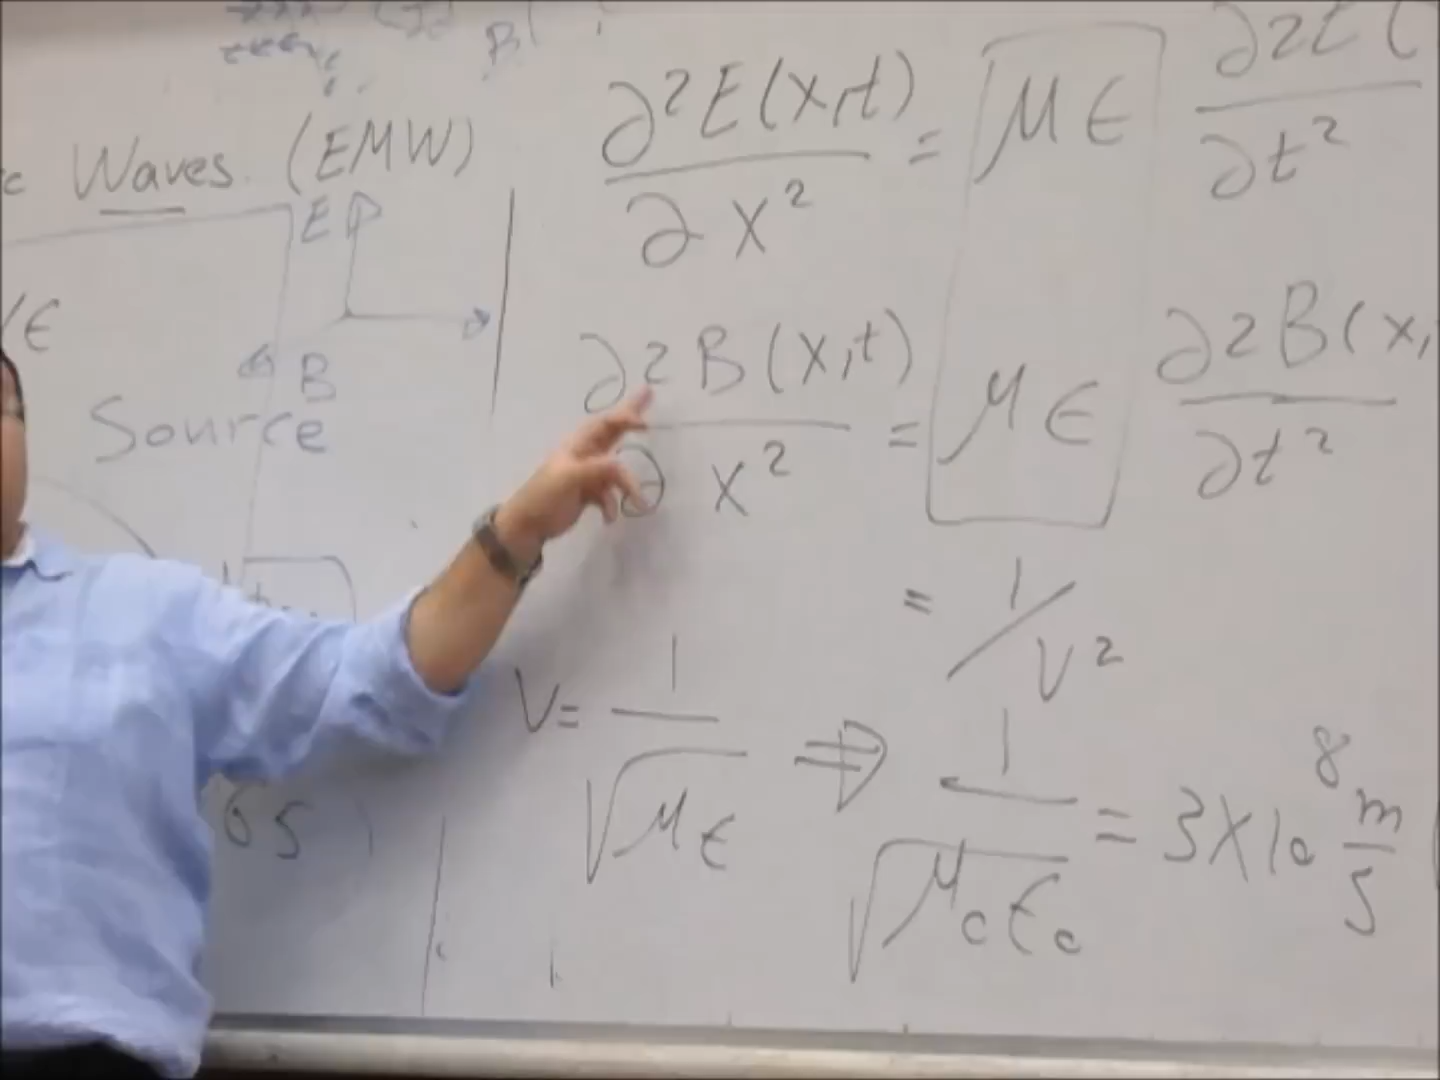 Waves (EMW)
E
B
Source
65
∂²E(x,t) / ∂x² = με ∂²E( / ∂t²
∂²B(x,t) / ∂x² = με ∂²B(x, / ∂t²
= 1/V²
V = 1/√με ⇒ 1/√μ₀ε₀ = 3×10⁸ m/s